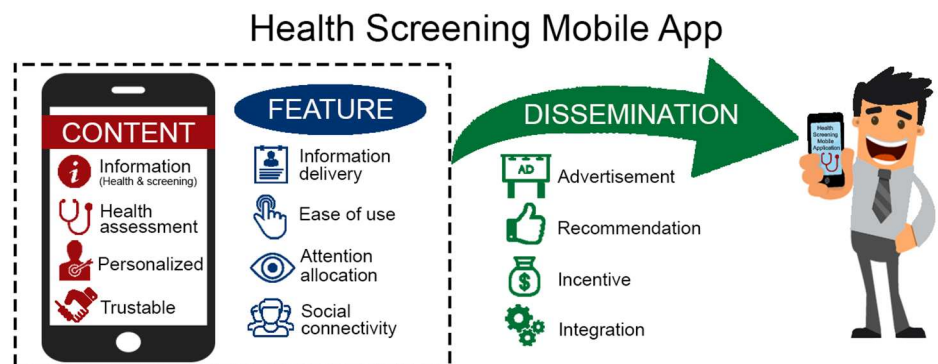 Health Screening Mobile App
CONTENT
Information
(Health & screening)
Health
assessment
Personalized
Trustable
FEATURE
Information
delivery
Ease of use
Attention
allocation
Social
connectivity
DISSEMINATION
AD
Advertisement
Recommendation
$
Incentive
Integration
Health
Screening
Mobile
Application